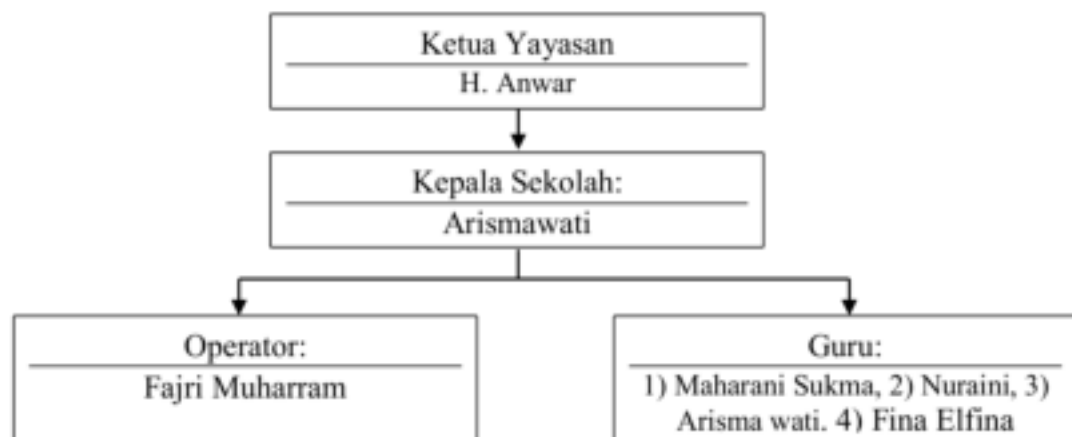 Ketua Yayasan
H. Anwar
Kepala Sekolah:
Arismawati
Operator:
Fajri Muharram
Guru:
1) Maharani Sukma, 2) Nuraini, 3)
Arisma wati. 4) Fina Elfina